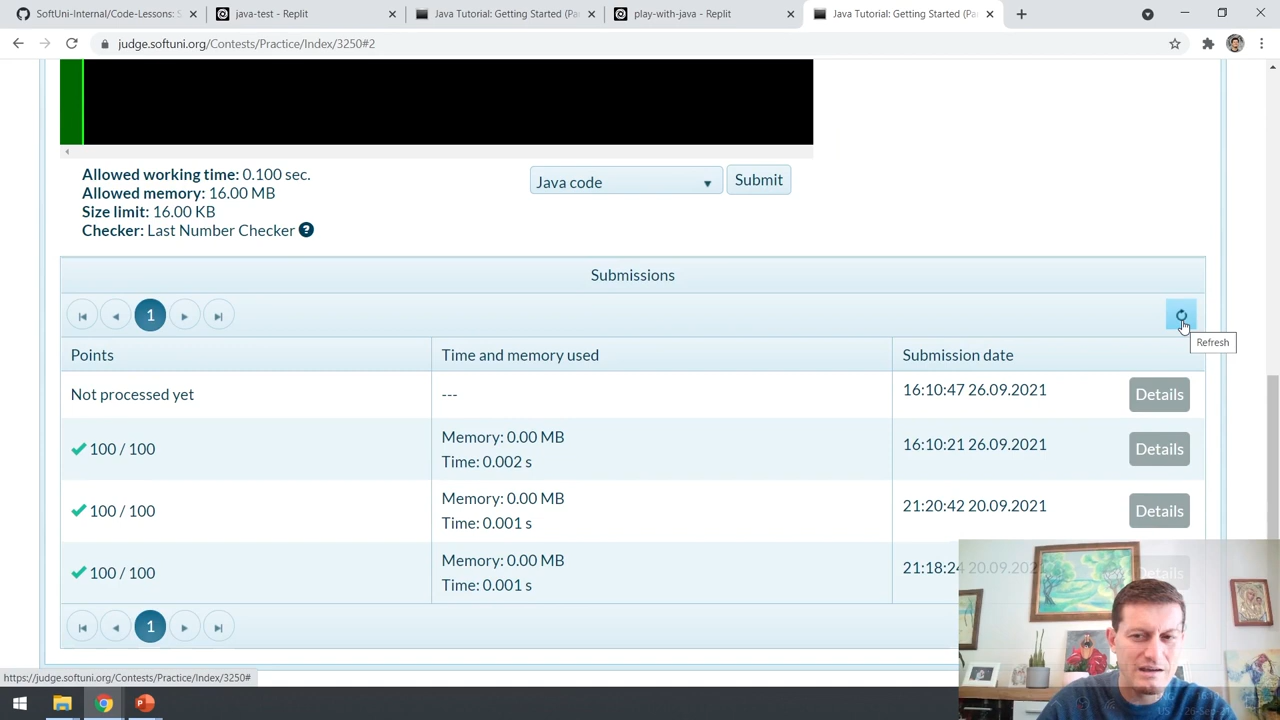 SoftUni-Internal/Code-Lessons: S
java-test - Replit
Java Tutorial: Getting Started (Pa
play-with-java - Replit
Java Tutorial: Getting Started (Pa
judge.softuni.org/Contests/Practice/Index/3250#2
Allowed working time: 0.100 sec.
Allowed memory: 16.00 MB
Size limit: 16.00 KB
Checker: Last Number Checker
Java code
Submit
Submissions
1
Refresh
Points Time and memory used Submission date
Not processed yet --- 16:10:47 26.09.2021 Details
100 / 100 Memory: 0.00 MB 16:10:21 26.09.2021 Details
Time: 0.002 s
100 / 100 Memory: 0.00 MB 21:20:42 20.09.2021 Details
Time: 0.001 s
100 / 100 Memory: 0.00 MB 21:18:24 20.09.2021 Details
Time: 0.001 s
1
https://judge.softuni.org/Contests/Practice/Index/3250#